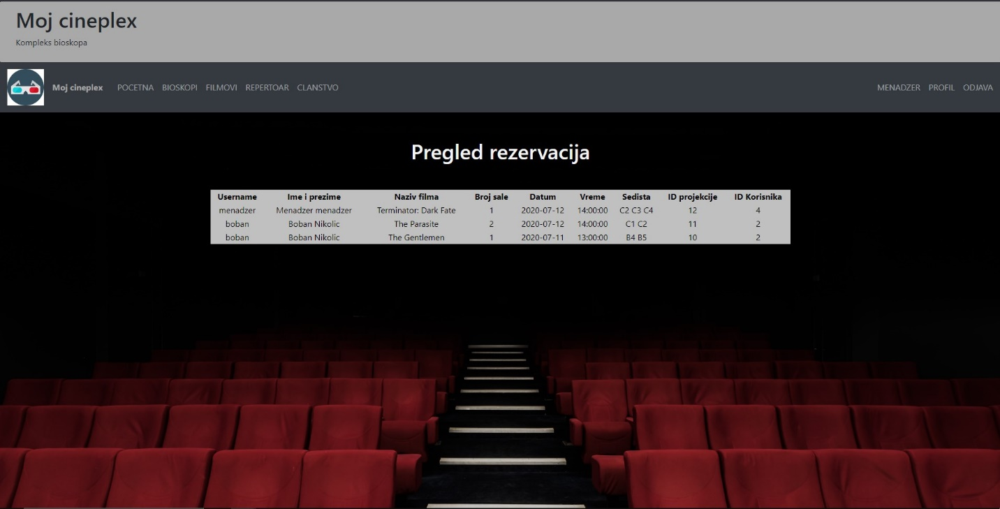 Moj cineplex
Kompleks bioskopa
Moj cineplex POCETNA BIOSKOPI FILMOVI REPERTOAR CLANSTVO MENADZER PROFIL ODJAVA
Pregled rezervacija
Username Ime i prezime Naziv filma Broj sale Datum Vreme Sedista ID projekcije ID Korisnika
menadzer Menadzer menadzer Terminator: Dark Fate 1 2020-07-12 14:00:00 C2 C3 C4 12 4
boban Boban Nikolic The Parasite 2 2020-07-12 14:00:00 C1 C2 11 2
boban Boban Nikolic The Gentlemen 1 2020-07-11 13:00:00 B4 B5 10 2